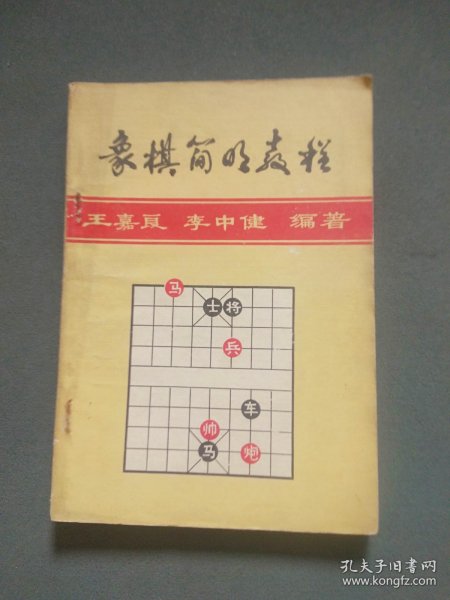 象棋简明教程
王嘉良 李中健 编著
马
士 将
兵
车
帅
马 炮
孔夫子旧书网
www.kongfz.com